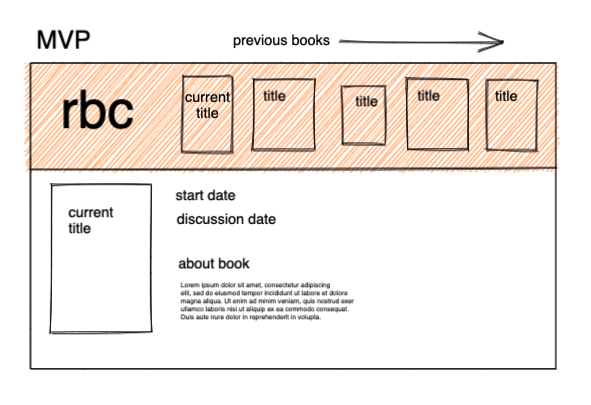 MVP
previous books
rbc
current
title
title
title
title
title
current
title
start date
discussion date
about book
Lorem ipsum dolor sit amet, consectetur adipiscing
elit, sed do eiusmod tempor incididunt ut labore et dolore
magna aliqua. Ut enim ad minim veniam, quis nostrud exer
ullamco laboris nisi ut aliquip ex ea commodo consequat.
Duis aute irure dolor in reprehenderit in volupta.